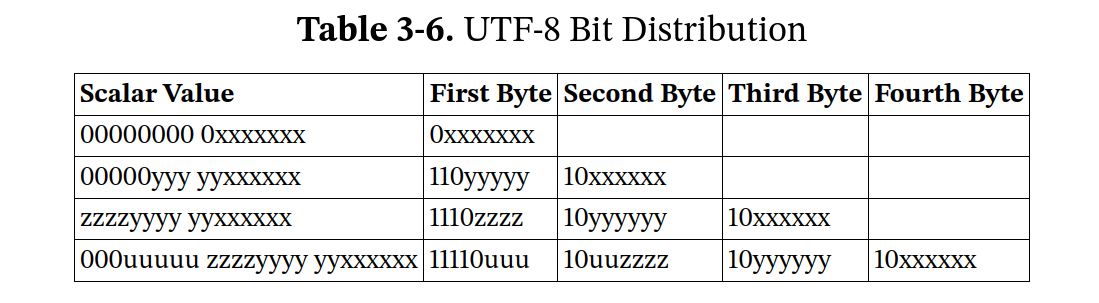 Table 3-6. UTF-8 Bit Distribution
Scalar Value First Byte Second Byte Third Byte Fourth Byte
00000000 0xxxxxxx 0xxxxxxx
00000yyy yyxxxxxx 110yyyyy 10xxxxxx
zzzzyyyy yyxxxxxx 1110zzzz 10yyyyyy 10xxxxxx
000uuuuu zzzzyyyy yyxxxxxx 11110uuu 10uuzzzz 10yyyyyy 10xxxxxx